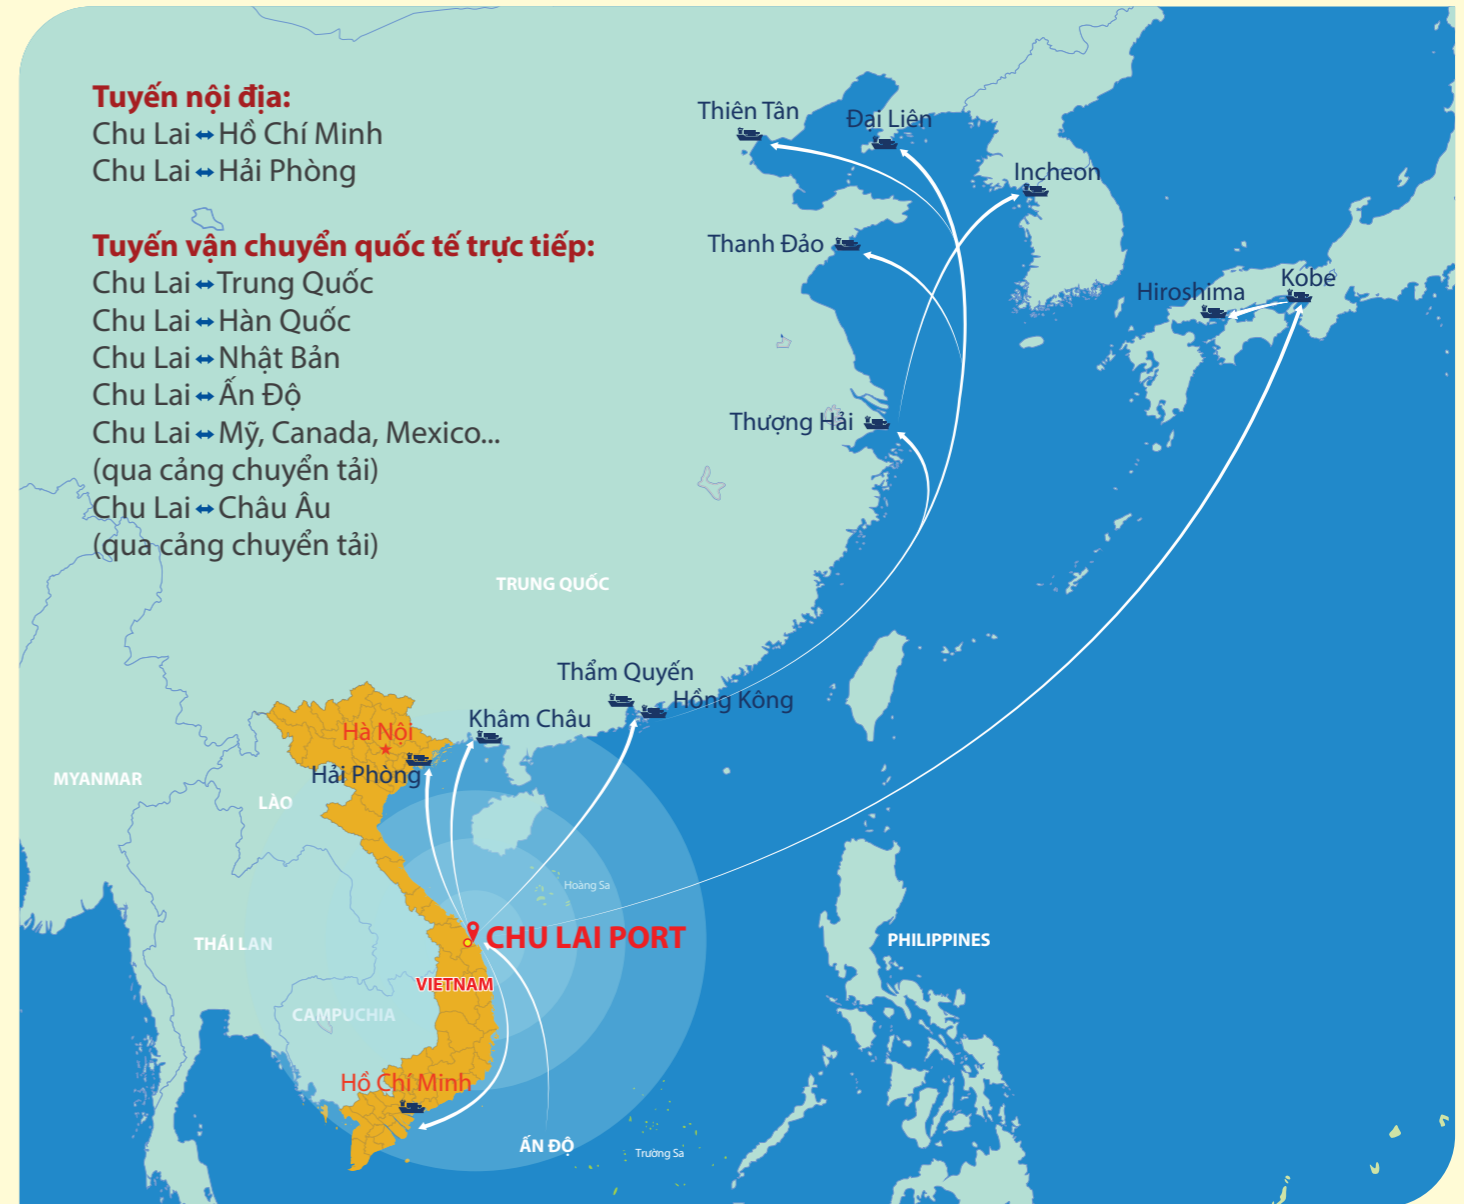 Tuyến nội địa:
Chu Lai ↔ Hồ Chí Minh
Chu Lai ↔ Hải Phòng
Tuyến vận chuyển quốc tế trực tiếp:
Chu Lai ↔ Trung Quốc
Chu Lai ↔ Hàn Quốc
Chu Lai ↔ Nhật Bản
Chu Lai ↔ Ấn Độ
Chu Lai ↔ Mỹ, Canada, Mexico...
(qua cảng chuyển tải)
Chu Lai ↔ Châu Âu
(qua cảng chuyển tải)
Thiên Tân
Đại Liên
Incheon
Thanh Đảo
Hiroshima
Kobe
Thượng Hải
TRUNG QUỐC
Thẩm Quyến
Hồng Kông
Khâm Châu
Hà Nội
Hải Phòng
MYANMAR
LÀO
Hoàng Sa
CHU LAI PORT
THÁI LAN
PHILIPPINES
VIETNAM
CAMPUCHIA
Hồ Chí Minh
ẤN ĐỘ
Trường Sa